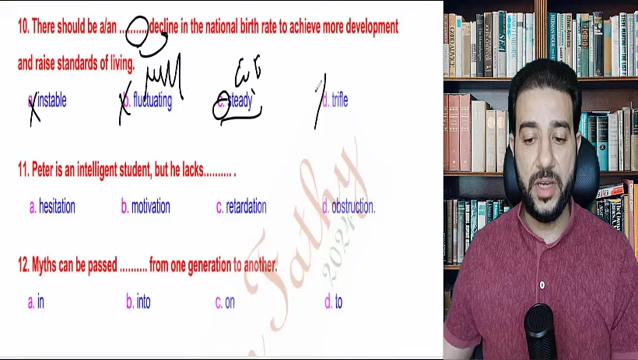 10. There should be a/an .......... decline in the national birth rate to achieve more development
and raise standards of living.
a. instable b. fluctuating c. steady d. trifle
11. Peter is an intelligent student, but he lacks.......... .
a. hesitation b. motivation c. retardation d. obstruction.
12. Myths can be passed .......... from one generation to another.
a. in b. into c. on d. to
Fathy
2024